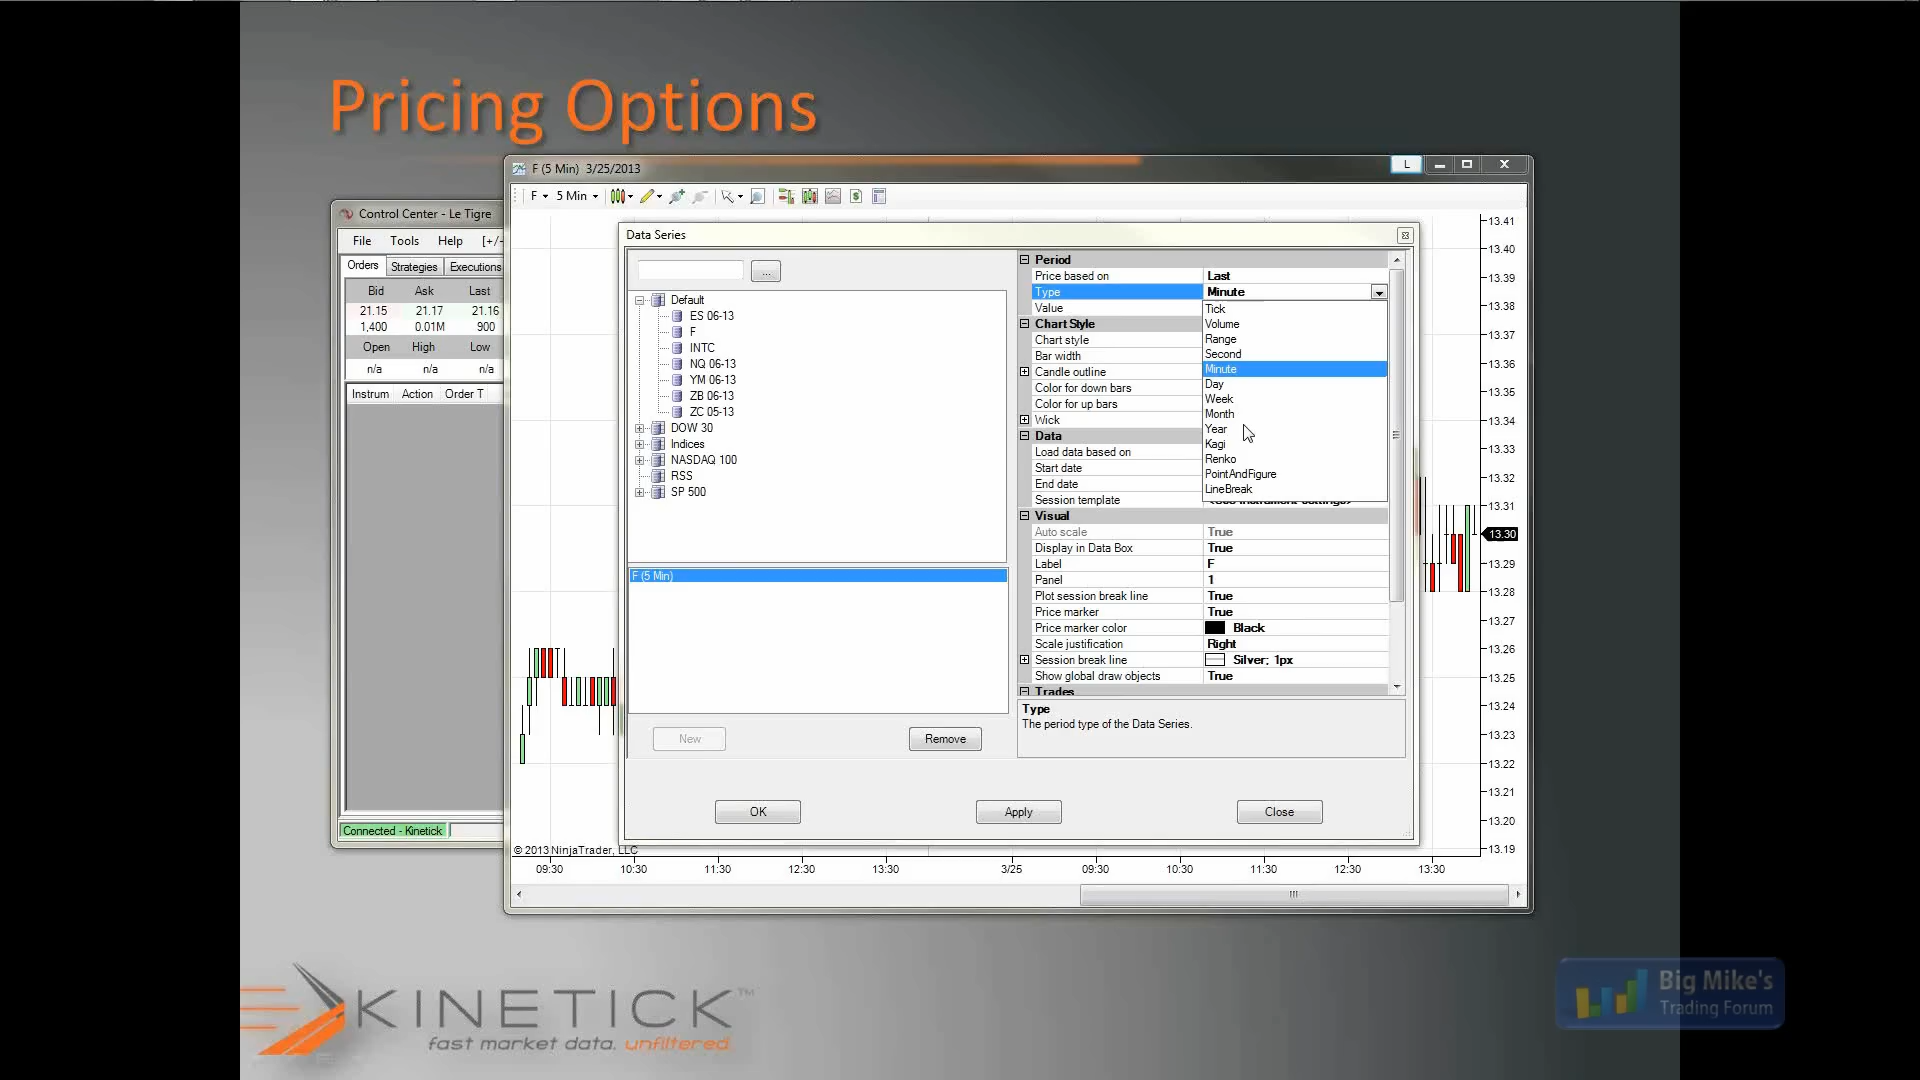 Pricing Options
F (5 Min) 3/25/2013
L
F
5 Min
Control Center - Le Tigre
File Tools Help [+/-
Orders Strategies Executions
Bid Ask Last
21.15 21.17 21.16
1,400 0.01M 900
Open High Low
n/a n/a n/a
Instrum Action Order T
Connected - Kinetick
Data Series
...
Default
ES 06-13
F
INTC
NQ 06-13
YM 06-13
ZB 06-13
ZC 05-13
DOW 30
Indices
NASDAQ 100
RSS
SP 500
F (5 Min)
New
Remove
Period
Price based on Last
Type Minute
Value
Chart Style
Chart style
Bar width
Candle outline
Color for down bars
Color for up bars
Wick
Data
Load data based on
Start date
End date
Session template
Tick
Volume
Range
Second
Minute
Day
Week
Month
Year
Kagi
Renko
PointAndFigure
LineBreak
Visual
Auto scale True
Display in Data Box True
Label F
Panel 1
Plot session break line True
Price marker True
Price marker color Black
Scale justification Right
Session break line Silver; 1px
Show global draw objects True
Trades
Type
The period type of the Data Series.
OK
Apply
Close
13.41
13.40
13.39
13.38
13.37
13.36
13.35
13.34
13.33
13.32
13.31
13.30
13.29
13.28
13.27
13.26
13.25
13.24
13.23
13.22
13.21
13.20
13.19
© 2013 NinjaTrader, LLC
09:30 10:30 11:30 12:30 13:30 3/25 09:30 10:30 11:30 12:30 13:30
KINETICK™
fast market data. unfiltered.
Big Mike's
Trading Forum